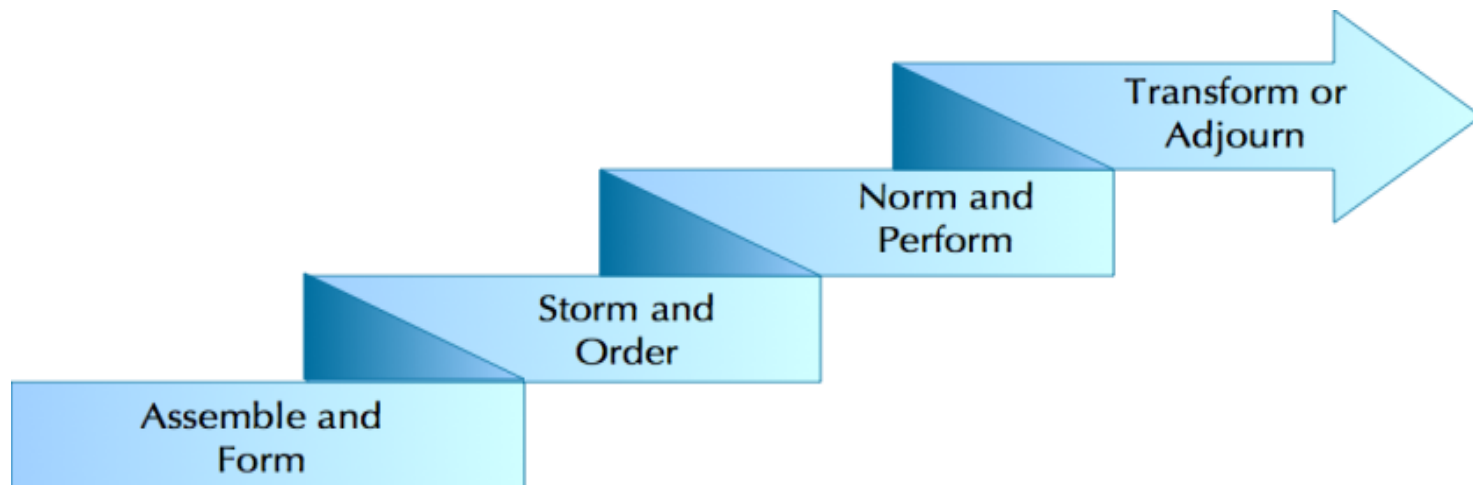 Transform or
Adjourn
Norm and
Perform
Storm and
Order
Assemble and
Form